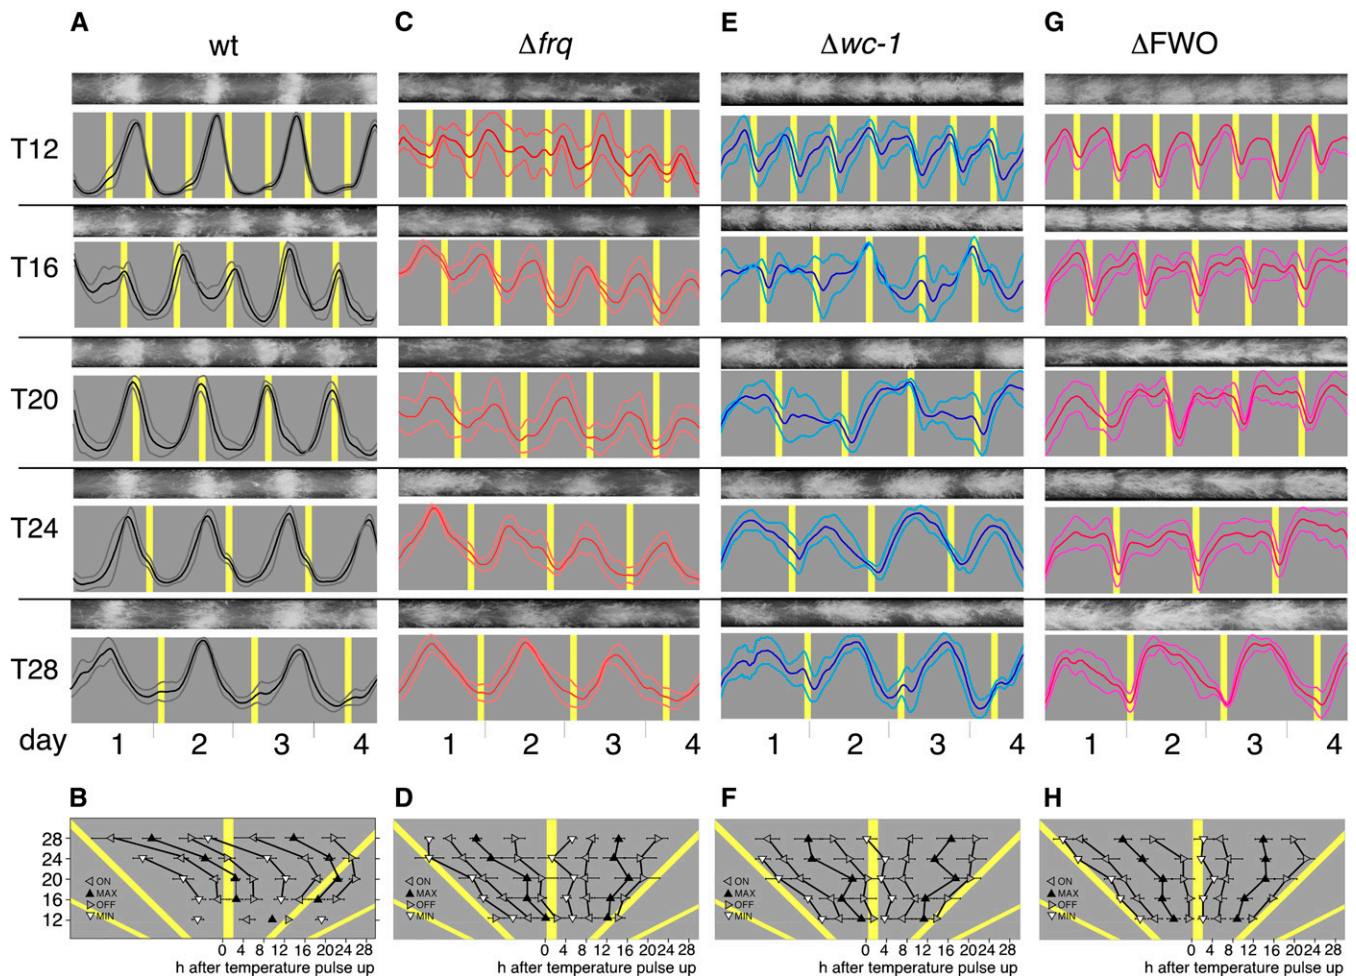 A C E G
wt Δfrq Δwc-1 ΔFWO
T12
T16
T20
T24
T28
day 1 2 3 4 1 2 3 4 1 2 3 4 1 2 3 4
B D F H
28
24
20
16
12
ON ON ON ON
MAX MAX MAX MAX
OFF OFF OFF OFF
MIN MIN MIN MIN
0 4 8 12 16 20 24 28 0 4 8 12 16 20 24 28 0 4 8 12 16 20 24 28 0 4 8 12 16 20 24 28
h after temperature pulse up h after temperature pulse up h after temperature pulse up h after temperature pulse up